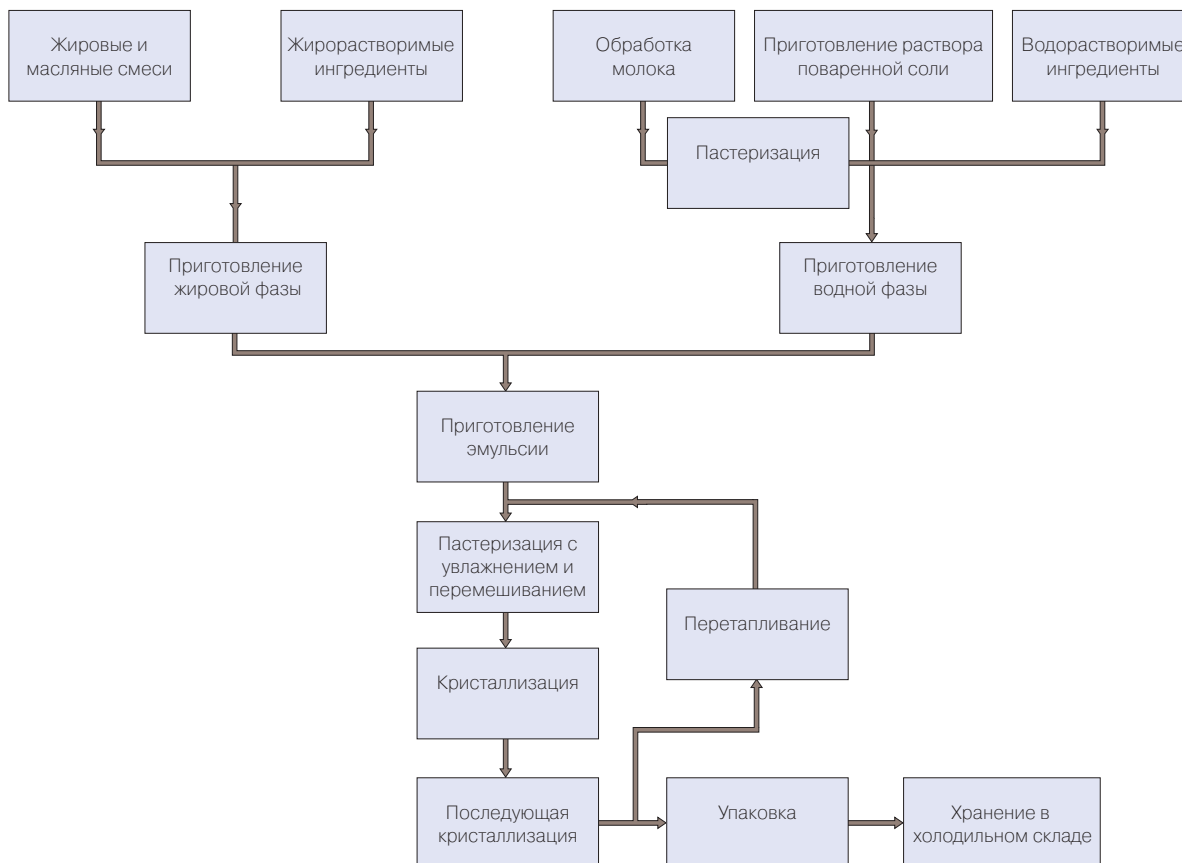 Жировые и
масляные смеси
Жирорастворимые
ингредиенты
Обработка
молока
Приготовление раствора
поваренной соли
Водорастворимые
ингредиенты
Пастеризация
Приготовление
жировой фазы
Приготовление
водной фазы
Приготовление
эмульсии
Пастеризация с
увлажнением и
перемешиванием
Перетапливание
Кристаллизация
Последующая
кристаллизация
Упаковка
Хранение в
холодильном складе